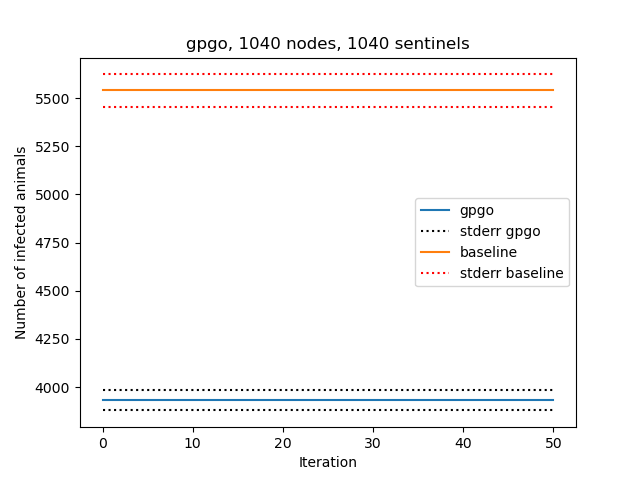 gpgo, 1040 nodes, 1040 sentinels
Number of infected animals
5500
5250
5000
4750
4500
4250
4000
gpgo
stderr gpgo
baseline
stderr baseline
0 10 20 30 40 50
Iteration